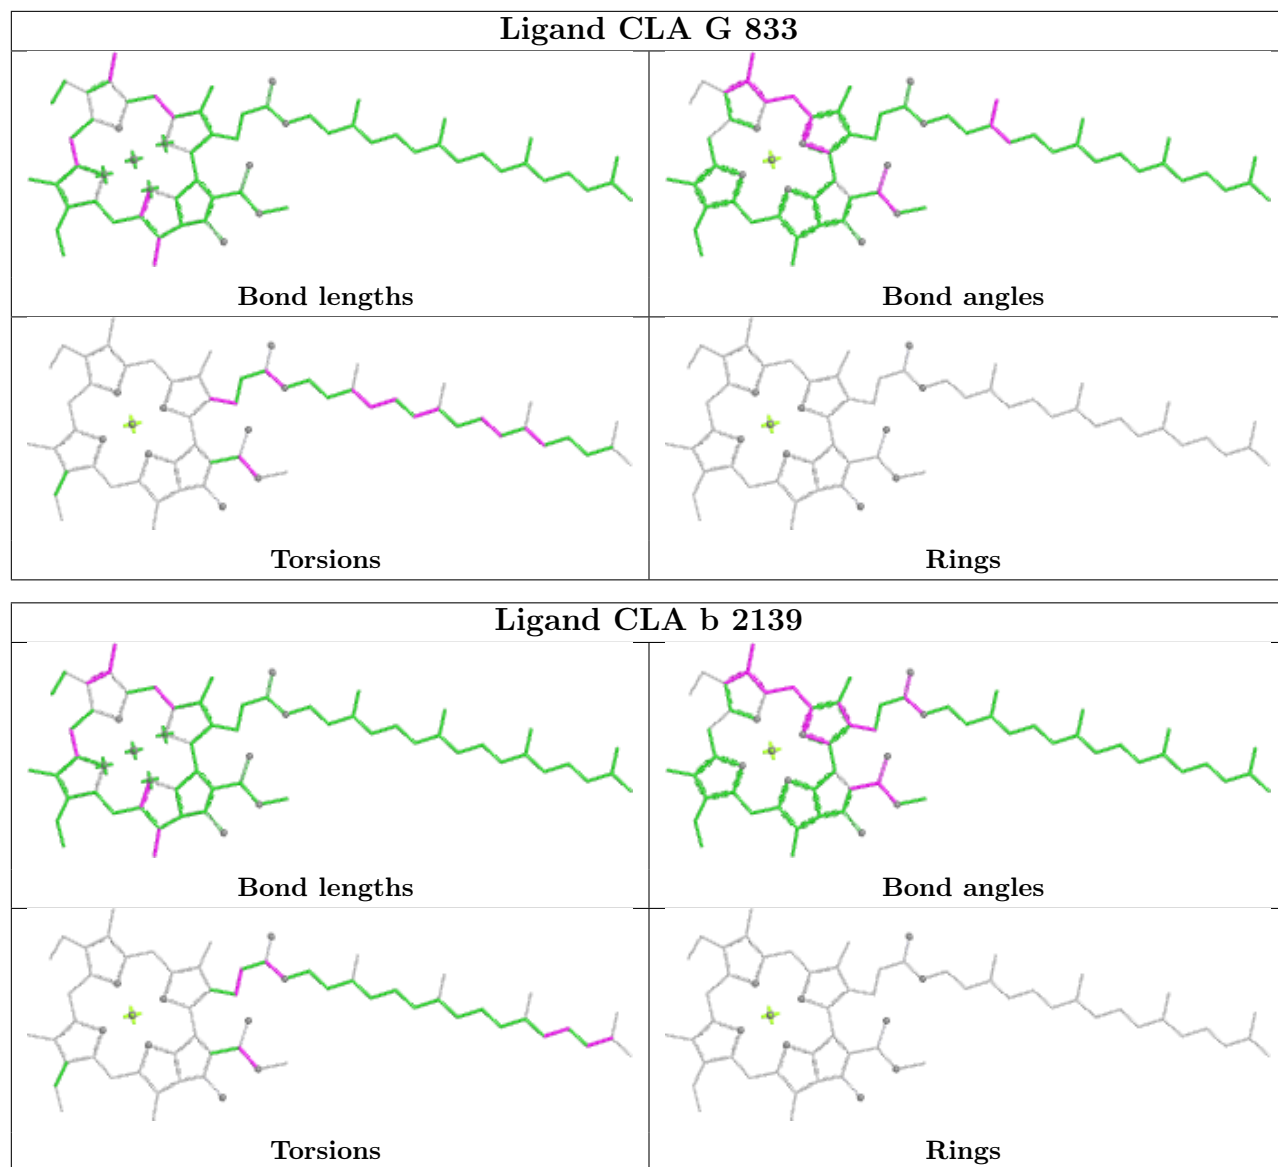 Ligand CLA G 833
Bond lengths
Bond angles
Torsions
Rings
Ligand CLA b 2139
Bond lengths
Bond angles
Torsions
Rings